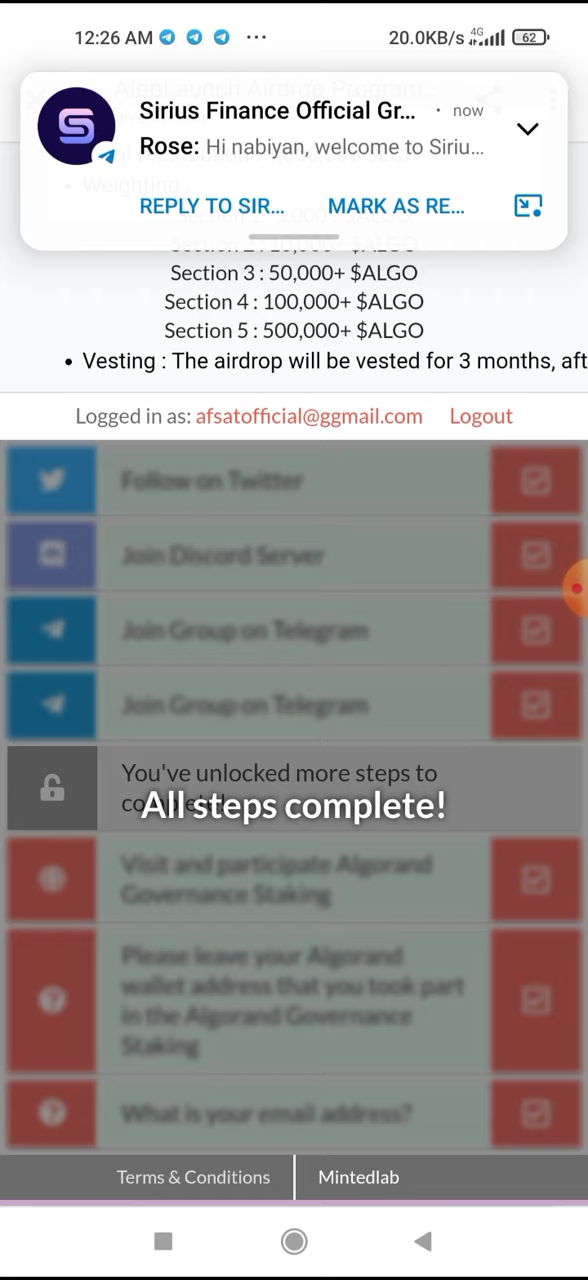 12:26 AM
20.0KB/s 4G 62
Sirius Finance Official Gr... · now
Rose: Hi nabiyan, welcome to Siriu...
REPLY TO SIR... MARK AS RE...
Section 3 : 50,000+ $ALGO
Section 4 : 100,000+ $ALGO
Section 5 : 500,000+ $ALGO
• Vesting : The airdrop will be vested for 3 months, aft
Logged in as: afsatofficial@ggmail.com Logout
Follow on Twitter
Join Discord Server
Join Group on Telegram
Join Group on Telegram
You've unlocked more steps to
All steps complete!
Visit and participate Algorand
Governance Staking
Please leave your Algorand
wallet address that you took part
in the Algorand Governance
Staking
What is your email address?
Terms & Conditions Mintedlab